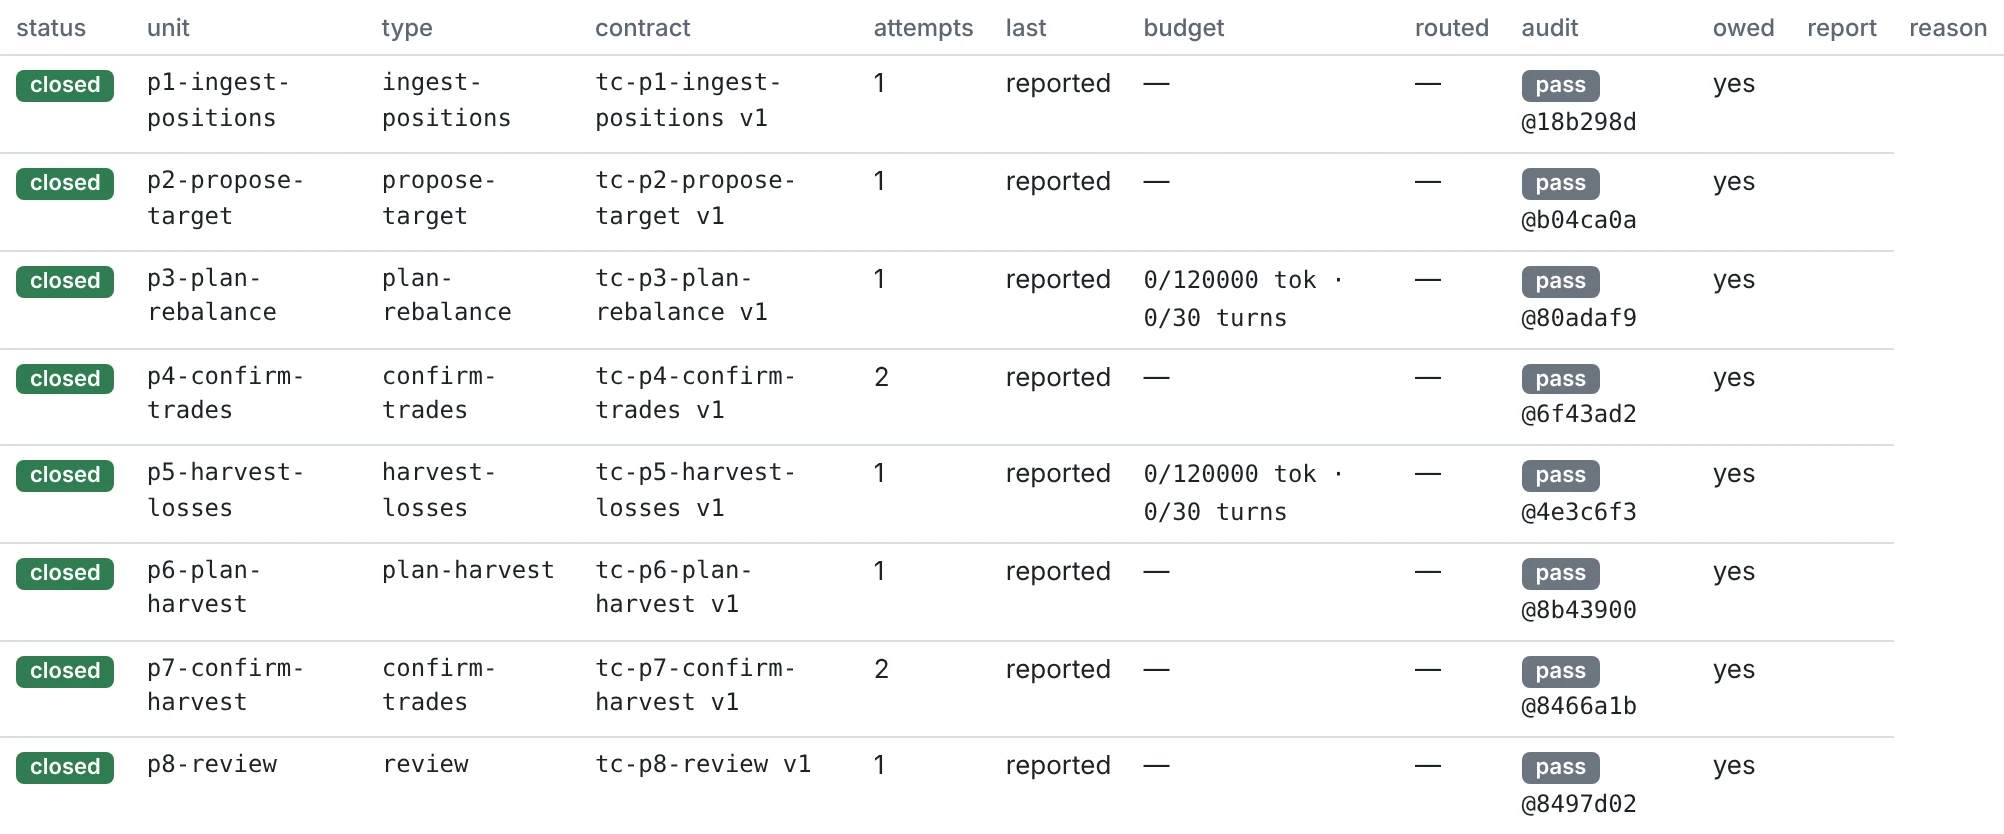 status unit type contract attempts last budget routed audit owed report reason
closed p1-ingest- ingest- tc-p1-ingest- 1 reported — — pass yes
positions positions positions v1 @18b298d
closed p2-propose- propose- tc-p2-propose- 1 reported — — pass yes
target target target v1 @b04ca0a
closed p3-plan- plan- tc-p3-plan- 1 reported 0/120000 tok · — pass yes
rebalance rebalance rebalance v1 0/30 turns @80adaf9
closed p4-confirm- confirm- tc-p4-confirm- 2 reported — — pass yes
trades trades trades v1 @6f43ad2
closed p5-harvest- harvest- tc-p5-harvest- 1 reported 0/120000 tok · — pass yes
losses losses losses v1 0/30 turns @4e3c6f3
closed p6-plan- plan-harvest tc-p6-plan- 1 reported — — pass yes
harvest harvest v1 @8b43900
closed p7-confirm- confirm- tc-p7-confirm- 2 reported — — pass yes
harvest trades harvest v1 @8466a1b
closed p8-review review tc-p8-review v1 1 reported — — pass yes
@8497d02